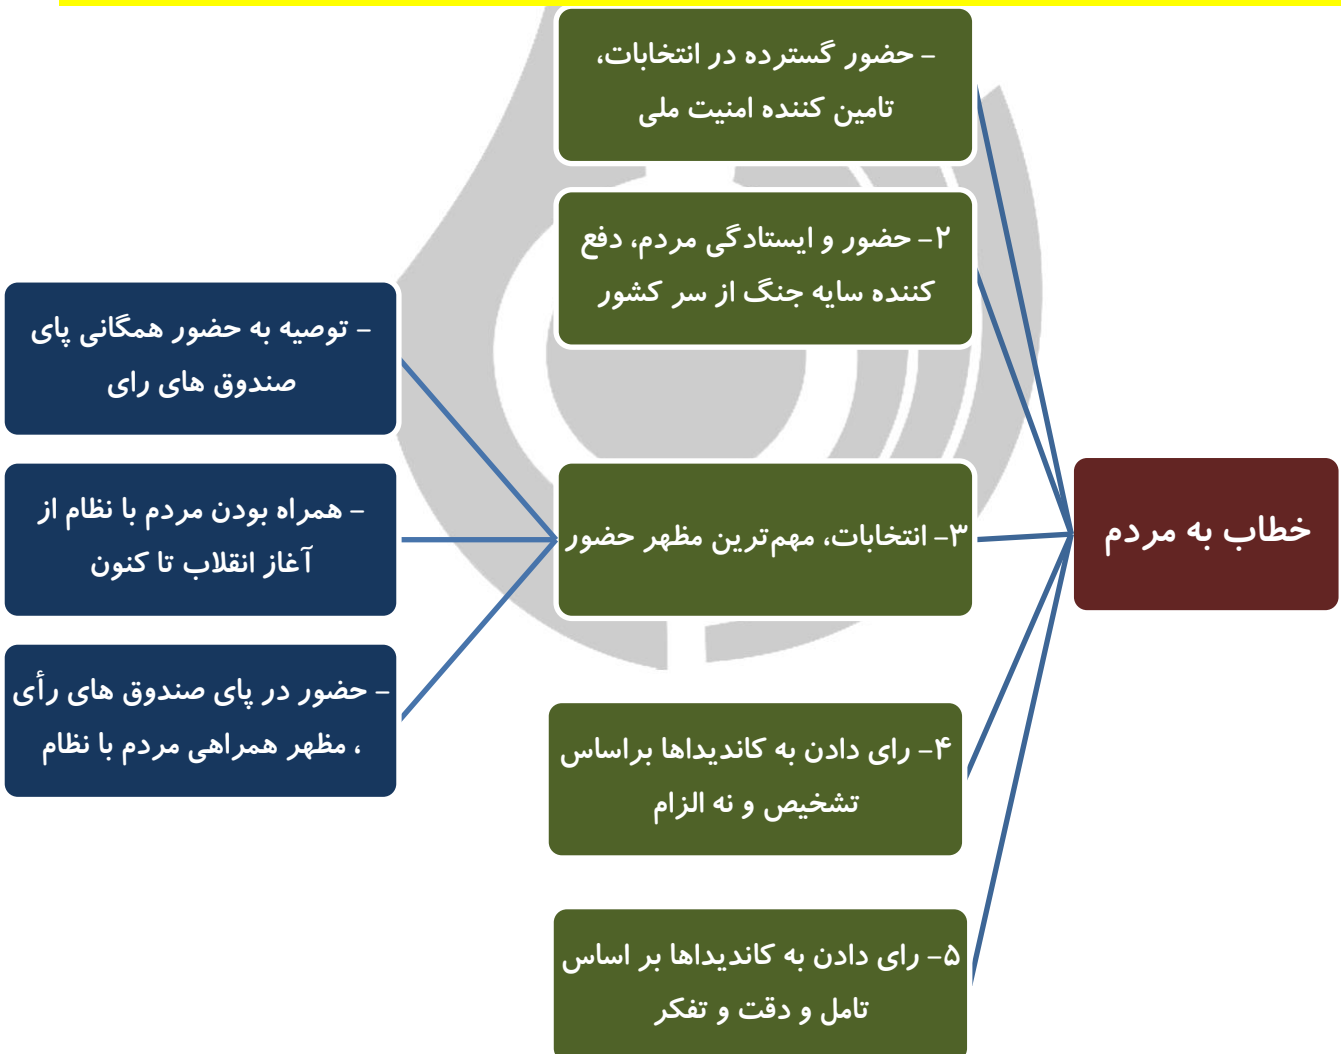 خطاب به مردم
- حضور گسترده در انتخابات،
تامین کننده امنیت ملی
۲- حضور و ایستادگی مردم، دفع
کننده سایه جنگ از سر کشور
۳- انتخابات، مهم‌ترین مظهر حضور
- توصیه به حضور همگانی پای
صندوق های رای
- همراه بودن مردم با نظام از
آغاز انقلاب تا کنون
- حضور در پای صندوق های رأی
، مظهر همراهی مردم با نظام
۴- رای دادن به کاندیداها براساس
تشخیص و نه الزام
۵- رای دادن به کاندیداها بر اساس
تامل و دقت و تفکر